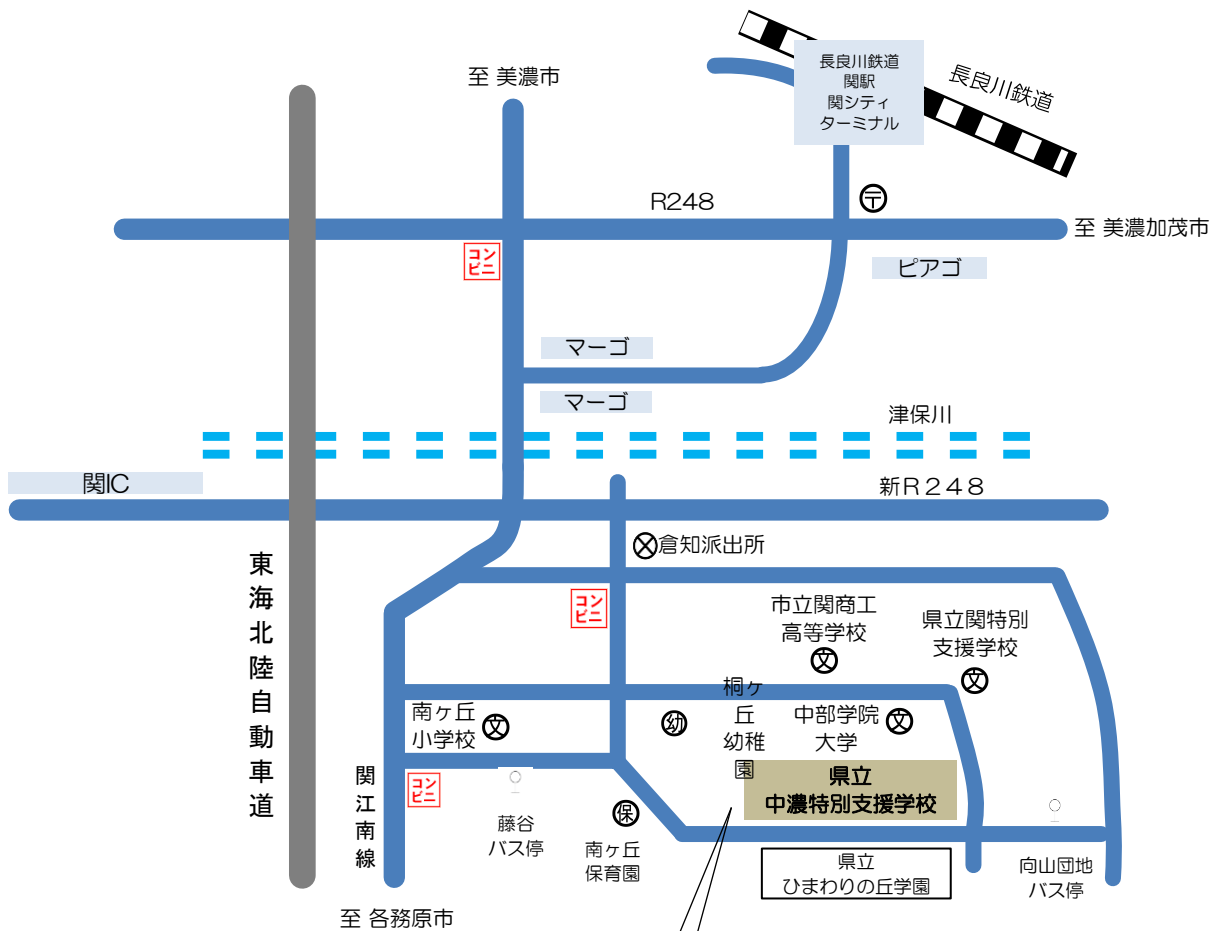 長良川鉄道
関駅
関シティ
ターミナル
長良川鉄道
至 美濃市
R248
〒
至 美濃加茂市
コン
ビニ
ピアゴ
マーゴ
マーゴ
津保川
関IC
新R248
東海北陸自動車道
倉知派出所
コン
ビニ
市立関商工
高等学校
文
県立関特別
支援学校
文
南ヶ丘
小学校
文
幼
桐ヶ
丘
幼稚
園
中部学院
大学
文
県立
中濃特別支援学校
関江南線
コン
ビニ
藤谷
バス停
保
南ヶ丘
保育園
県立
ひまわりの丘学園
向山団地
バス停
至 各務原市